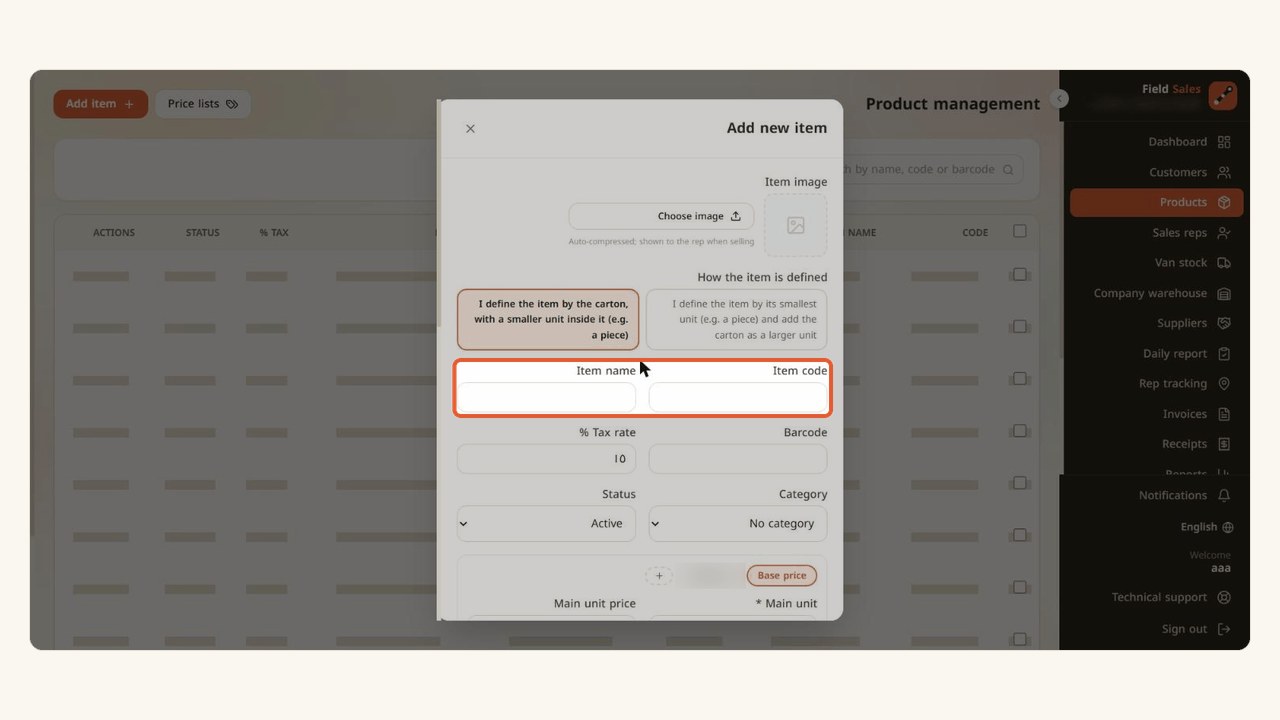 Add item
Price lists
Product management
Field Sales
Dashboard
Customers
Products
Sales reps
Van stock
Company warehouse
Suppliers
Daily report
Rep tracking
Invoices
Receipts
Reports
Notifications
English
Welcome
aaa
Technical support
Sign out
by name, code or barcode
ACTIONS
STATUS
% TAX
NAME
CODE
Add new item
Item image
Choose image
Auto-compressed; shown to the rep when selling
How the item is defined
I define the item by the carton,
with a smaller unit inside it (e.g.
a piece)
I define the item by its smallest
unit (e.g. a piece) and add the
carton as a larger unit
Item name
Item code
% Tax rate
Barcode
١٥
Status
Category
Active
No category
Base price
Main unit price
* Main unit